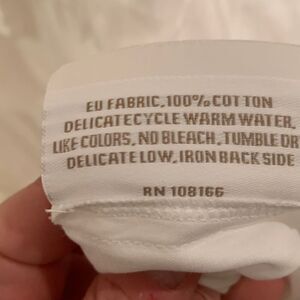 EU FABRIC, 100% COTTON
DELICATE CYCLE WARM WATER,
LIKE COLORS, NO BLEACH, TUMBLE DR
DELICATE LOW, IRON BACK SIDE
RN 108166